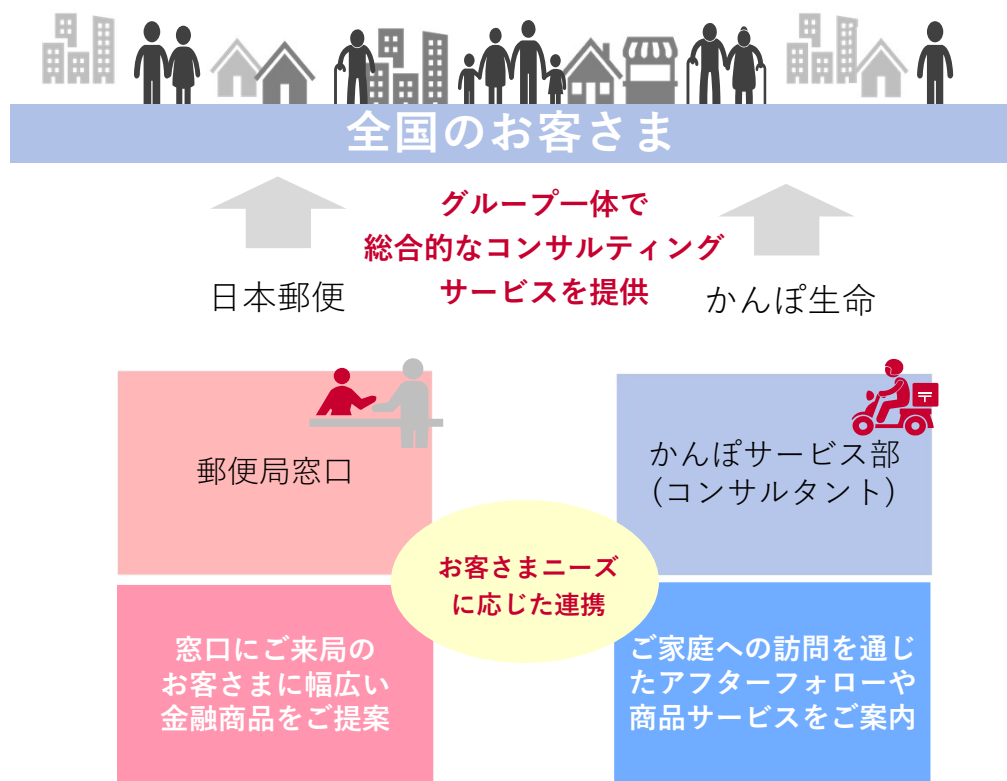 全国のお客さま
グループ一体で
総合的なコンサルティング
サービスを提供
日本郵便
かんぽ生命
郵便局窓口
〒
かんぽサービス部
(コンサルタント)
お客さまニーズ
に応じた連携
窓口にご来局の
お客さまに幅広い
金融商品をご提案
ご家庭への訪問を通じ
たアフターフォローや
商品サービスをご案内